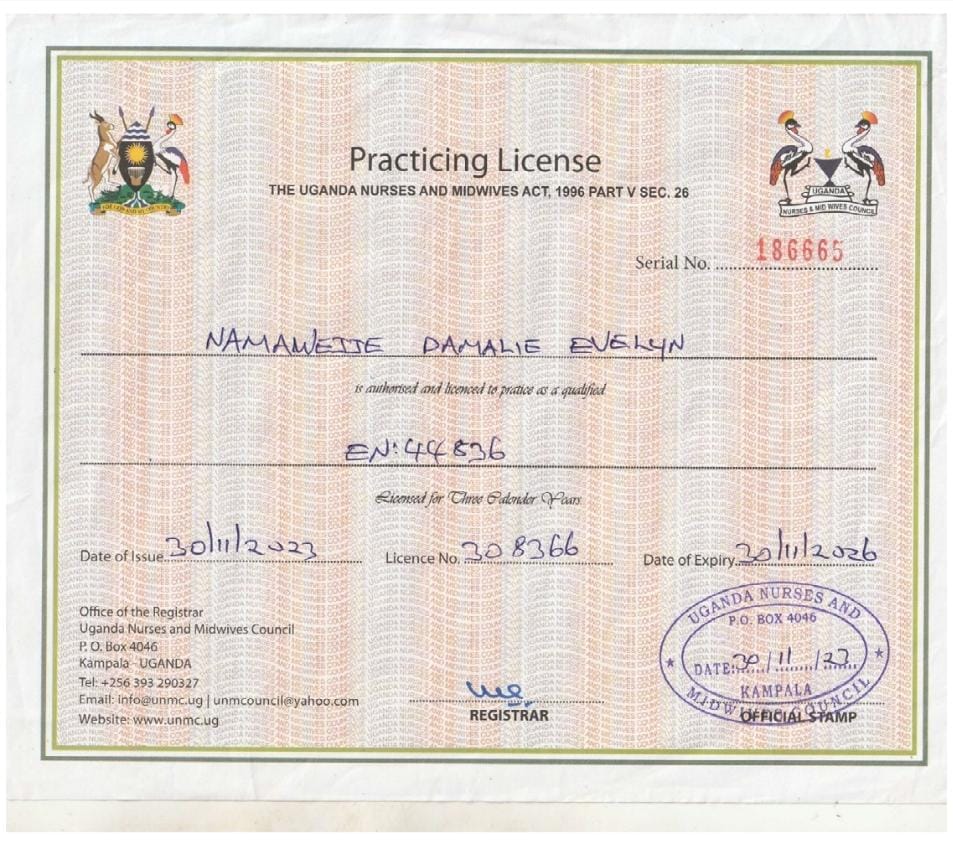 Practicing License
THE UGANDA NURSES AND MIDWIVES ACT, 1996 PART V SEC. 26
FOR GOD AND MY COUNTRY
UGANDA
NURSES & MID WIVES COUNCIL
Serial No. 186665
NAMAWEJJE DAMALIE EVELYN
is authorised and licenced to pratice as a qualified
EN:44836
Licensed for Three Calender Years
Date of Issue 30/11/2023 Licence No. 308366 Date of Expiry 30/11/2026
Office of the Registrar
Uganda Nurses and Midwives Council
P. O. Box 4046
Kampala - UGANDA
Tel: +256 393 290327
Email: info@unmc.ug | unmcouncil@yahoo.com
Website: www.unmc.ug
REGISTRAR
UGANDA NURSES AND
P.O. BOX 4046
DATE: 30/11/23
KAMPALA
MIDWIVES COUNCIL
OFFICIAL STAMP